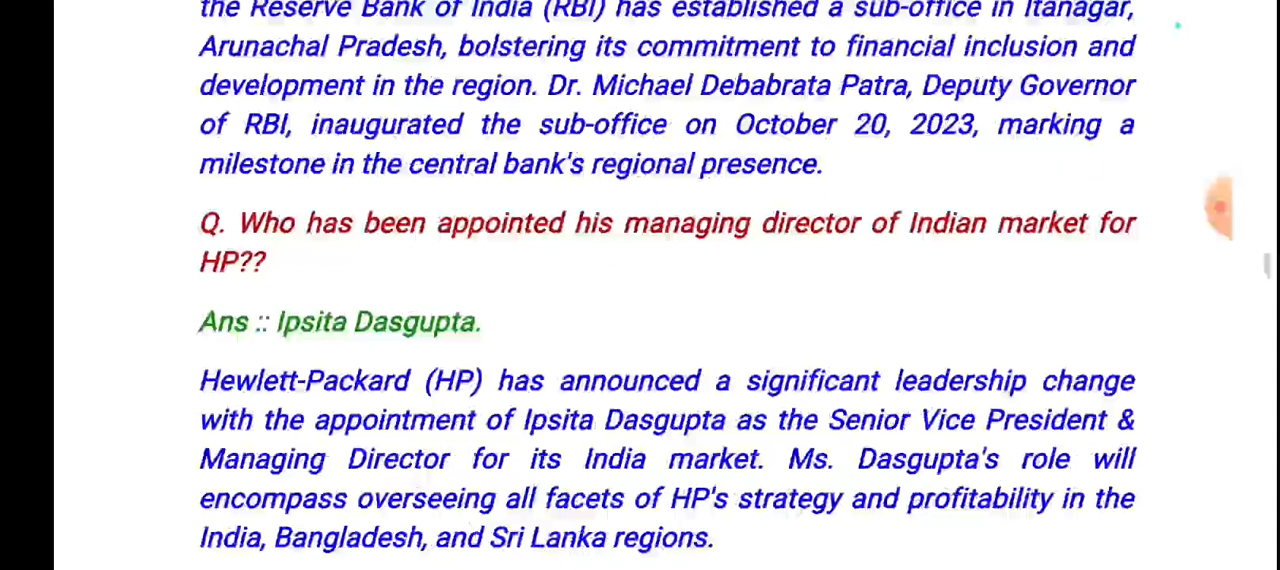 the Reserve Bank of India (RBI) has established a sub-office in Itanagar,
Arunachal Pradesh, bolstering its commitment to financial inclusion and
development in the region. Dr. Michael Debabrata Patra, Deputy Governor
of RBI, inaugurated the sub-office on October 20, 2023, marking a
milestone in the central bank's regional presence.
Q. Who has been appointed his managing director of Indian market for
HP??
Ans :: Ipsita Dasgupta.
Hewlett-Packard (HP) has announced a significant leadership change
with the appointment of Ipsita Dasgupta as the Senior Vice President &
Managing Director for its India market. Ms. Dasgupta's role will
encompass overseeing all facets of HP's strategy and profitability in the
India, Bangladesh, and Sri Lanka regions.